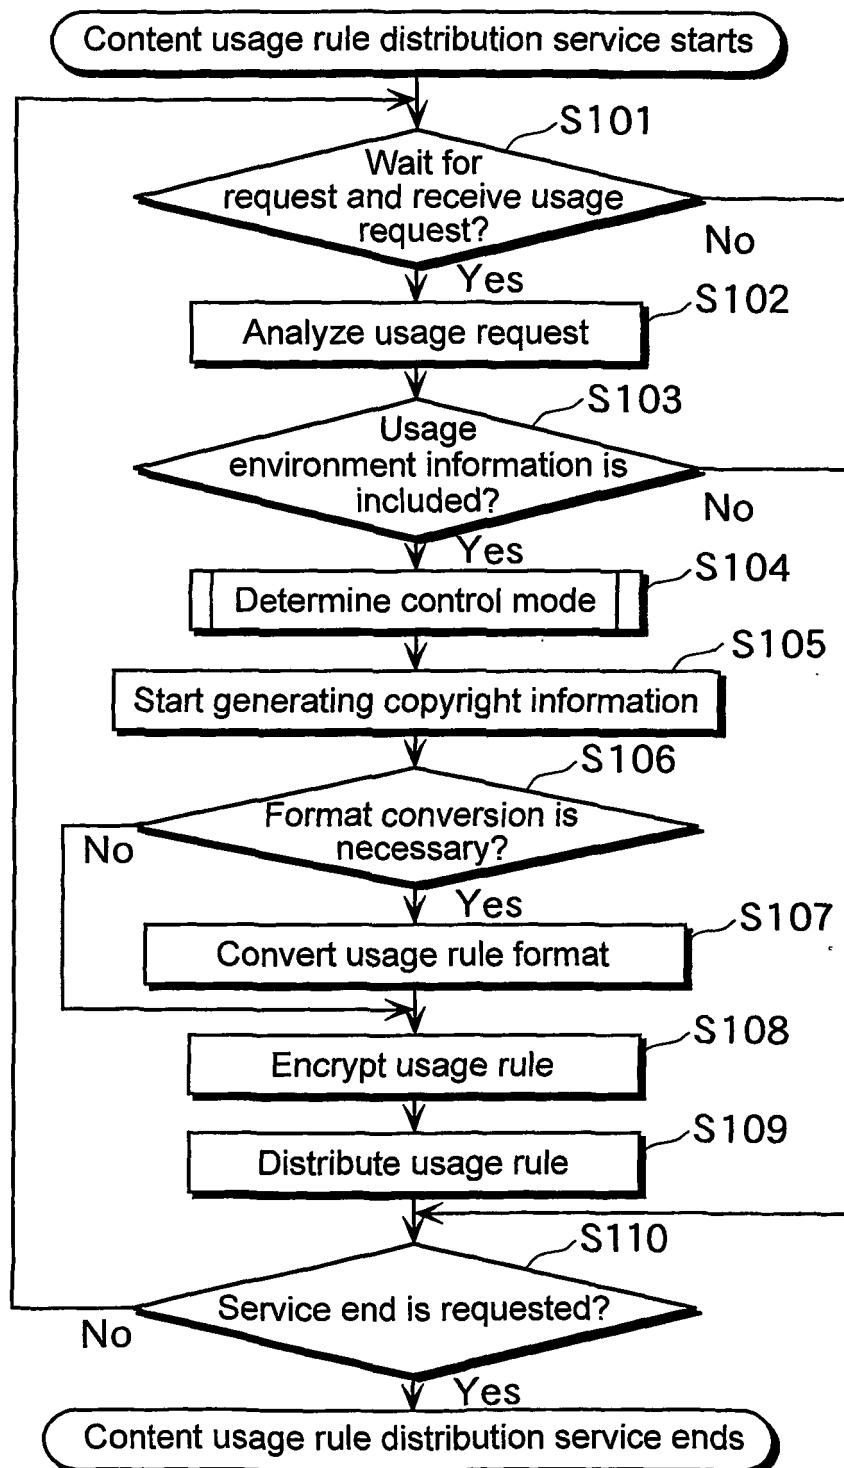 Content usage rule distribution service starts
S101
Wait for
request and receive usage
request?
No
Yes
S102
Analyze usage request
S103
Usage
environment information is
included?
No
Yes
S104
Determine control mode
S105
Start generating copyright information
S106
Format conversion is
necessary?
No
Yes
S107
Convert usage rule format
S108
Encrypt usage rule
S109
Distribute usage rule
S110
Service end is requested?
No
Yes
Content usage rule distribution service ends